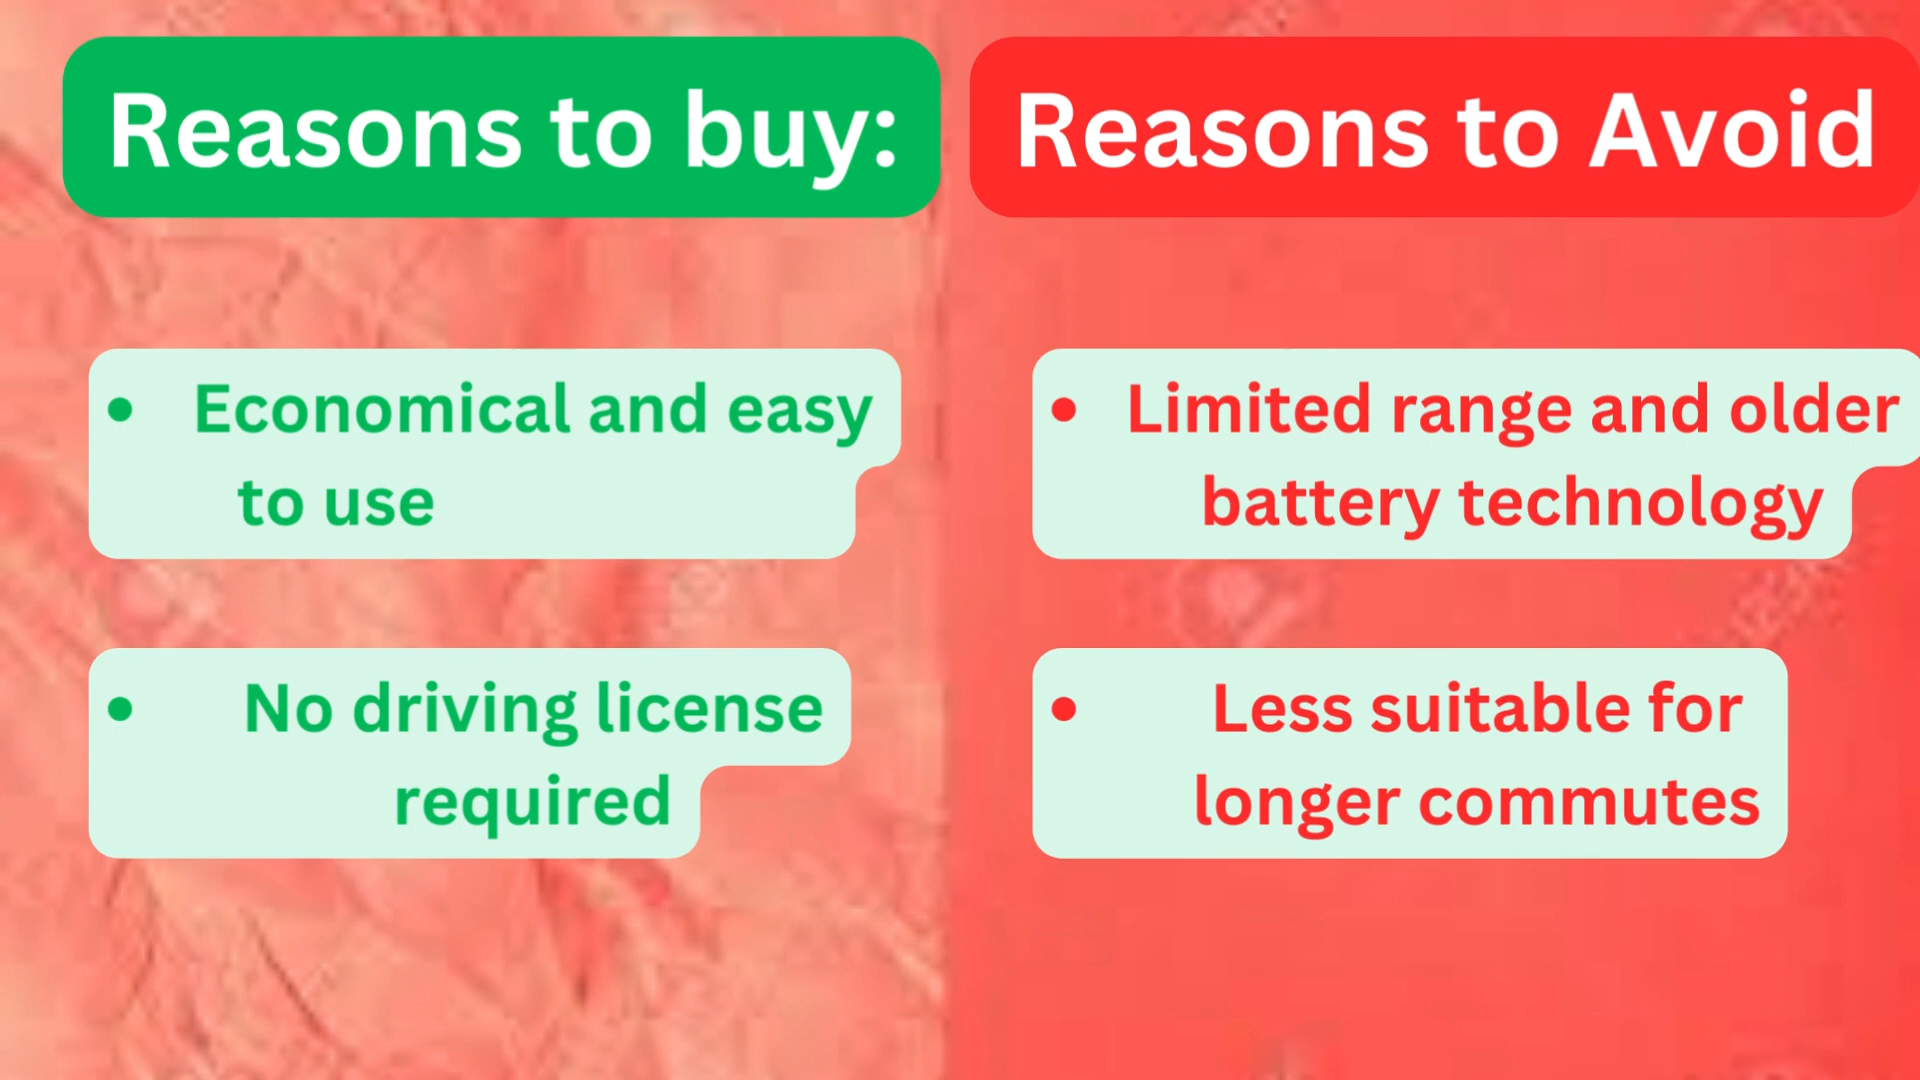 Reasons to buy:
Reasons to Avoid
• Economical and easy
to use
• Limited range and older
battery technology
• No driving license
required
• Less suitable for
longer commutes